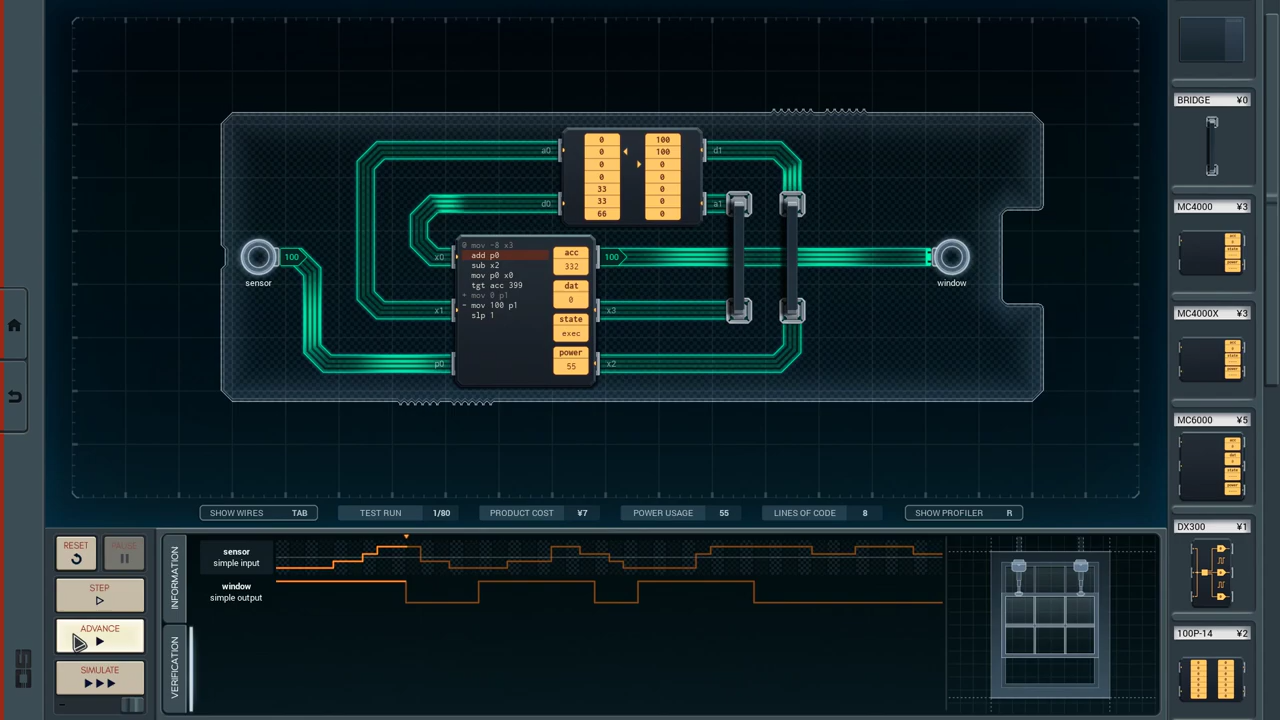 BRIDGE ¥0
MC4000 ¥3
MC4000X ¥3
MC6000 ¥5
DX300 ¥1
100P-14 ¥2
a0
d0
0
0
0
0
33
33
66
100
100
0
0
0
0
0
d1
a1
sensor
100
x0
x1
p0
@ mov -8 x3
add p0
sub x2
mov p0 x0
tgt acc 399
+ mov 0 p1
- mov 100 p1
slp 1
acc
332
dat
0
state
exec
power
55
100
x3
x2
window
SHOW WIRES TAB
TEST RUN 1/80
PRODUCT COST ¥7
POWER USAGE 55
LINES OF CODE 8
SHOW PROFILER R
RESET
PAUSE
STEP
ADVANCE
SIMULATE
INFORMATION
VERIFICATION
sensor
simple input
window
simple output